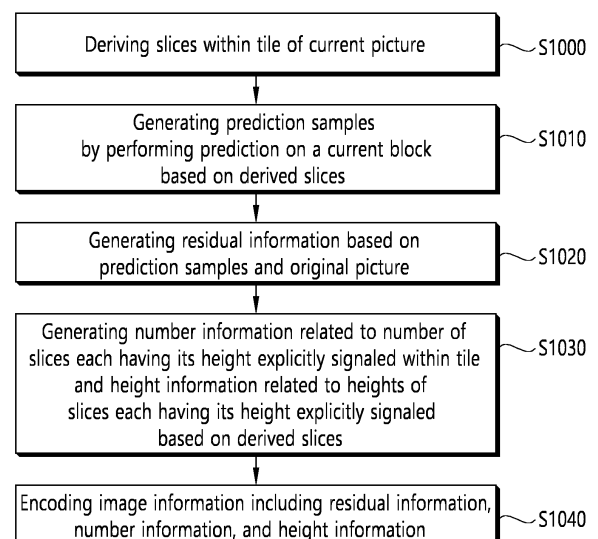 Deriving slices within tile of current picture
S1000
Generating prediction samples
by performing prediction on a current block
based on derived slices
S1010
Generating residual information based on
prediction samples and original picture
S1020
Generating number information related to number of
slices each having its height explicitly signaled within tile
and height information related to heights of
slices each having its height explicitly signaled
based on derived slices
S1030
Encoding image information including residual information,
number information, and height information
S1040